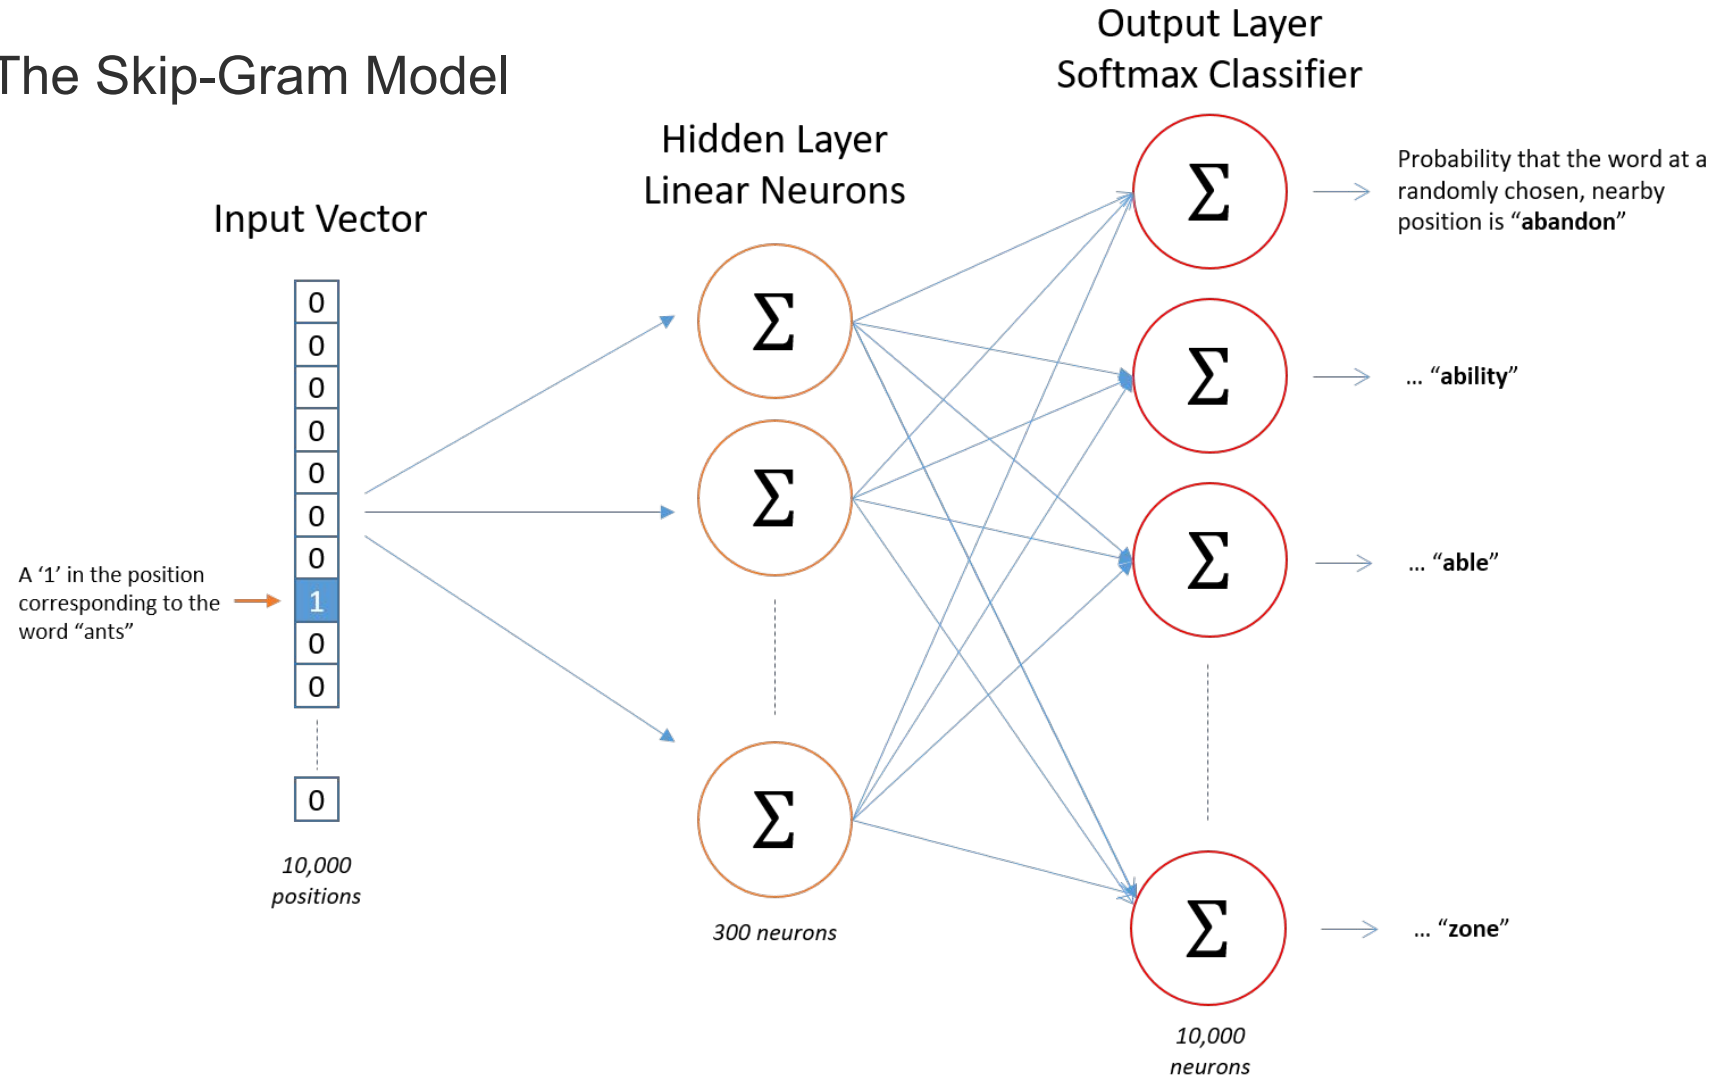 The Skip-Gram Model
Output Layer
Softmax Classifier
Hidden Layer
Linear Neurons
Input Vector
0
0
0
0
0
0
0
1
0
0
0
A ‘1’ in the position
corresponding to the
word “ants”
10,000
positions
Σ
Σ
Σ
300 neurons
Σ
Σ
Σ
Σ
10,000
neurons
Probability that the word at a
randomly chosen, nearby
position is “abandon”
... “ability”
... “able”
... “zone”